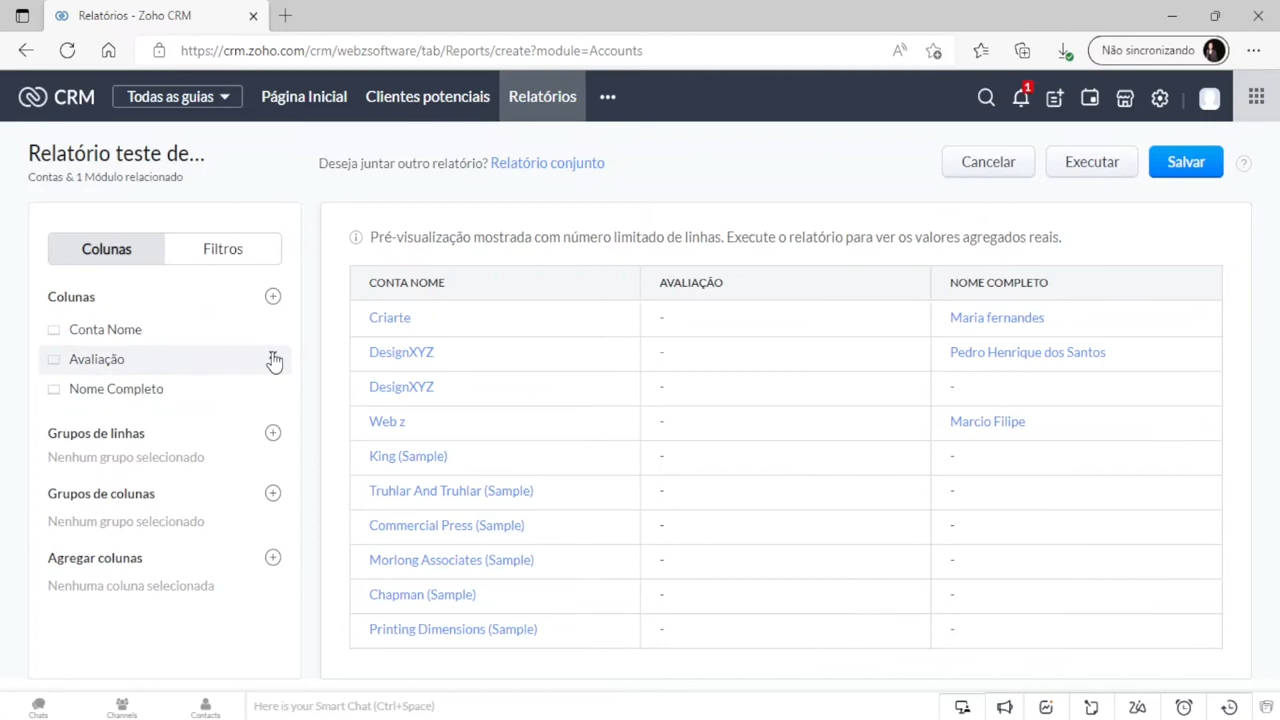 Relatórios - Zoho CRM
https://crm.zoho.com/crm/webzsoftware/tab/Reports/create?module=Accounts
Não sincronizando
CRM
Todas as guias
Página Inicial
Clientes potenciais
Relatórios
1
Relatório teste de...
Contas & 1 Módulo relacionado
Deseja juntar outro relatório? Relatório conjunto
Cancelar
Executar
Salvar
?
Colunas
Filtros
Colunas
Conta Nome
Avaliação
Nome Completo
Grupos de linhas
Nenhum grupo selecionado
Grupos de colunas
Nenhum grupo selecionado
Agregar colunas
Nenhuma coluna selecionada
Pré-visualização mostrada com número limitado de linhas. Execute o relatório para ver os valores agregados reais.
CONTA NOME AVALIAÇÃO NOME COMPLETO
Criarte - Maria fernandes
DesignXYZ - Pedro Henrique dos Santos
DesignXYZ - -
Web z - Marcio Filipe
King (Sample) - -
Truhlar And Truhlar (Sample) - -
Commercial Press (Sample) - -
Morlong Associates (Sample) - -
Chapman (Sample) - -
Printing Dimensions (Sample) - -
Chats
Channels
Contacts
Here is your Smart Chat (Ctrl+Space)